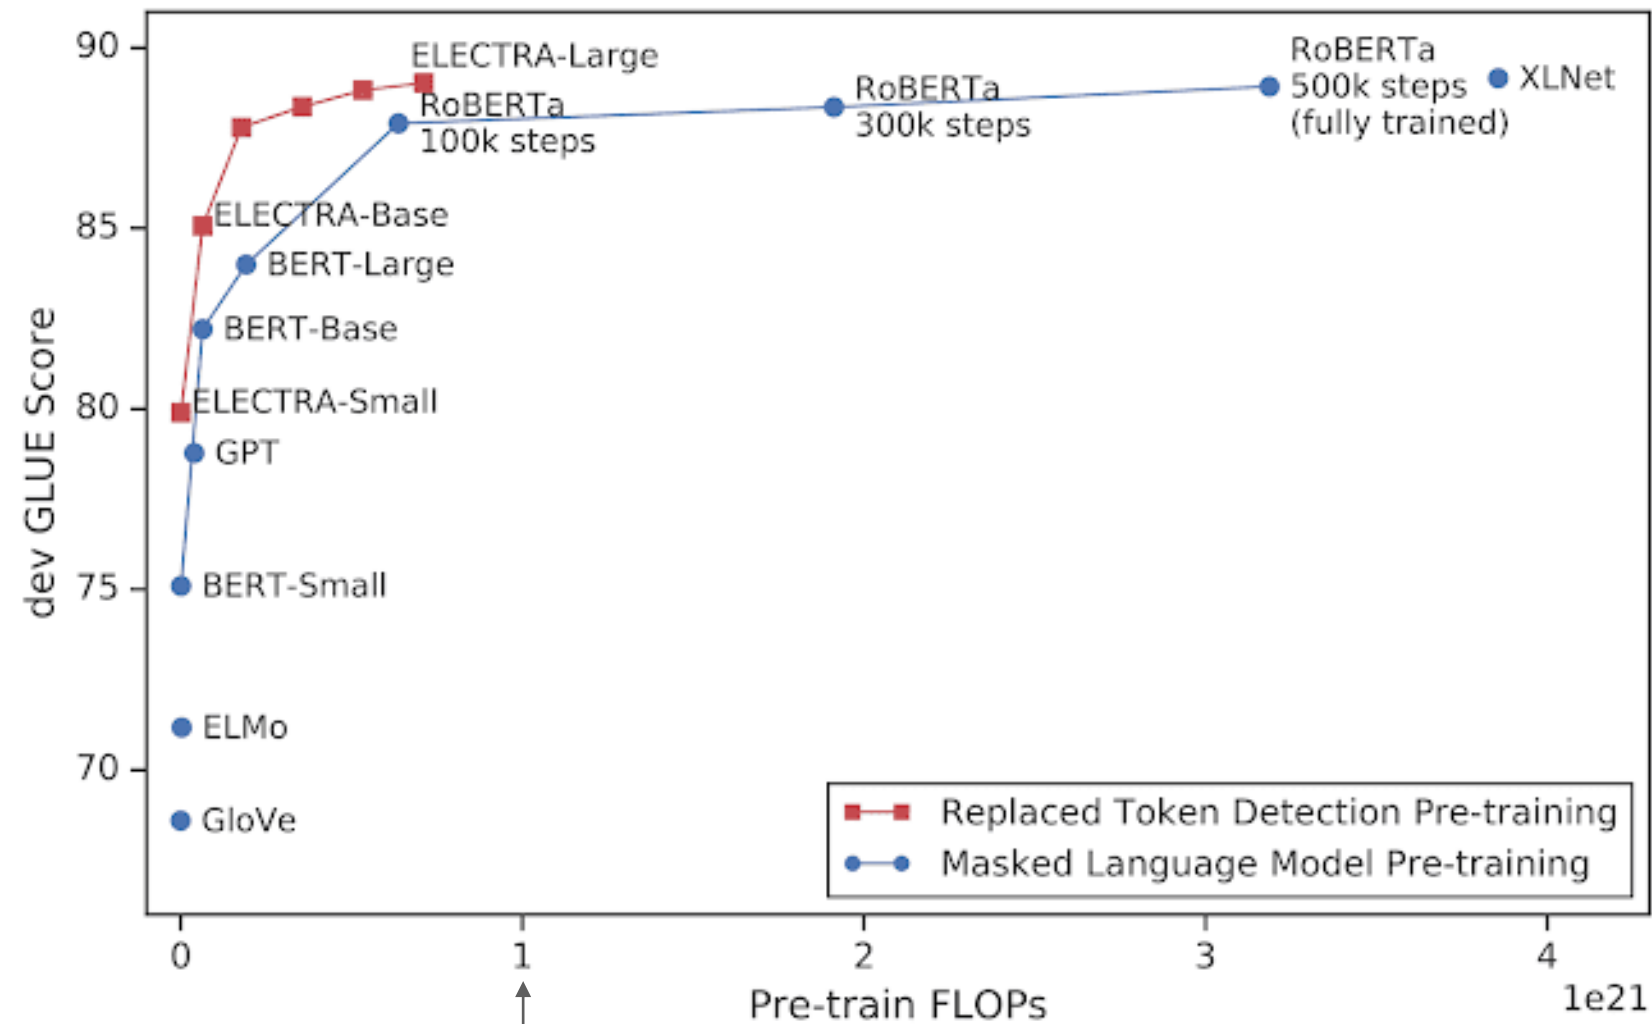 90
ELECTRA-Large
RoBERTa
100k steps
RoBERTa
300k steps
RoBERTa
500k steps
(fully trained)
XLNet
85
ELECTRA-Base
BERT-Large
BERT-Base
80
ELECTRA-Small
GPT
75
BERT-Small
ELMo
70
GloVe
dev GLUE Score
Replaced Token Detection Pre-training
Masked Language Model Pre-training
0 1 2 3 4
Pre-train FLOPs
1e21